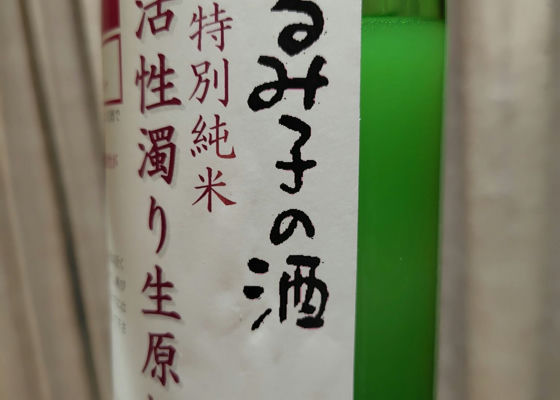 るみ子の酒
特別純米
活性濁り生原